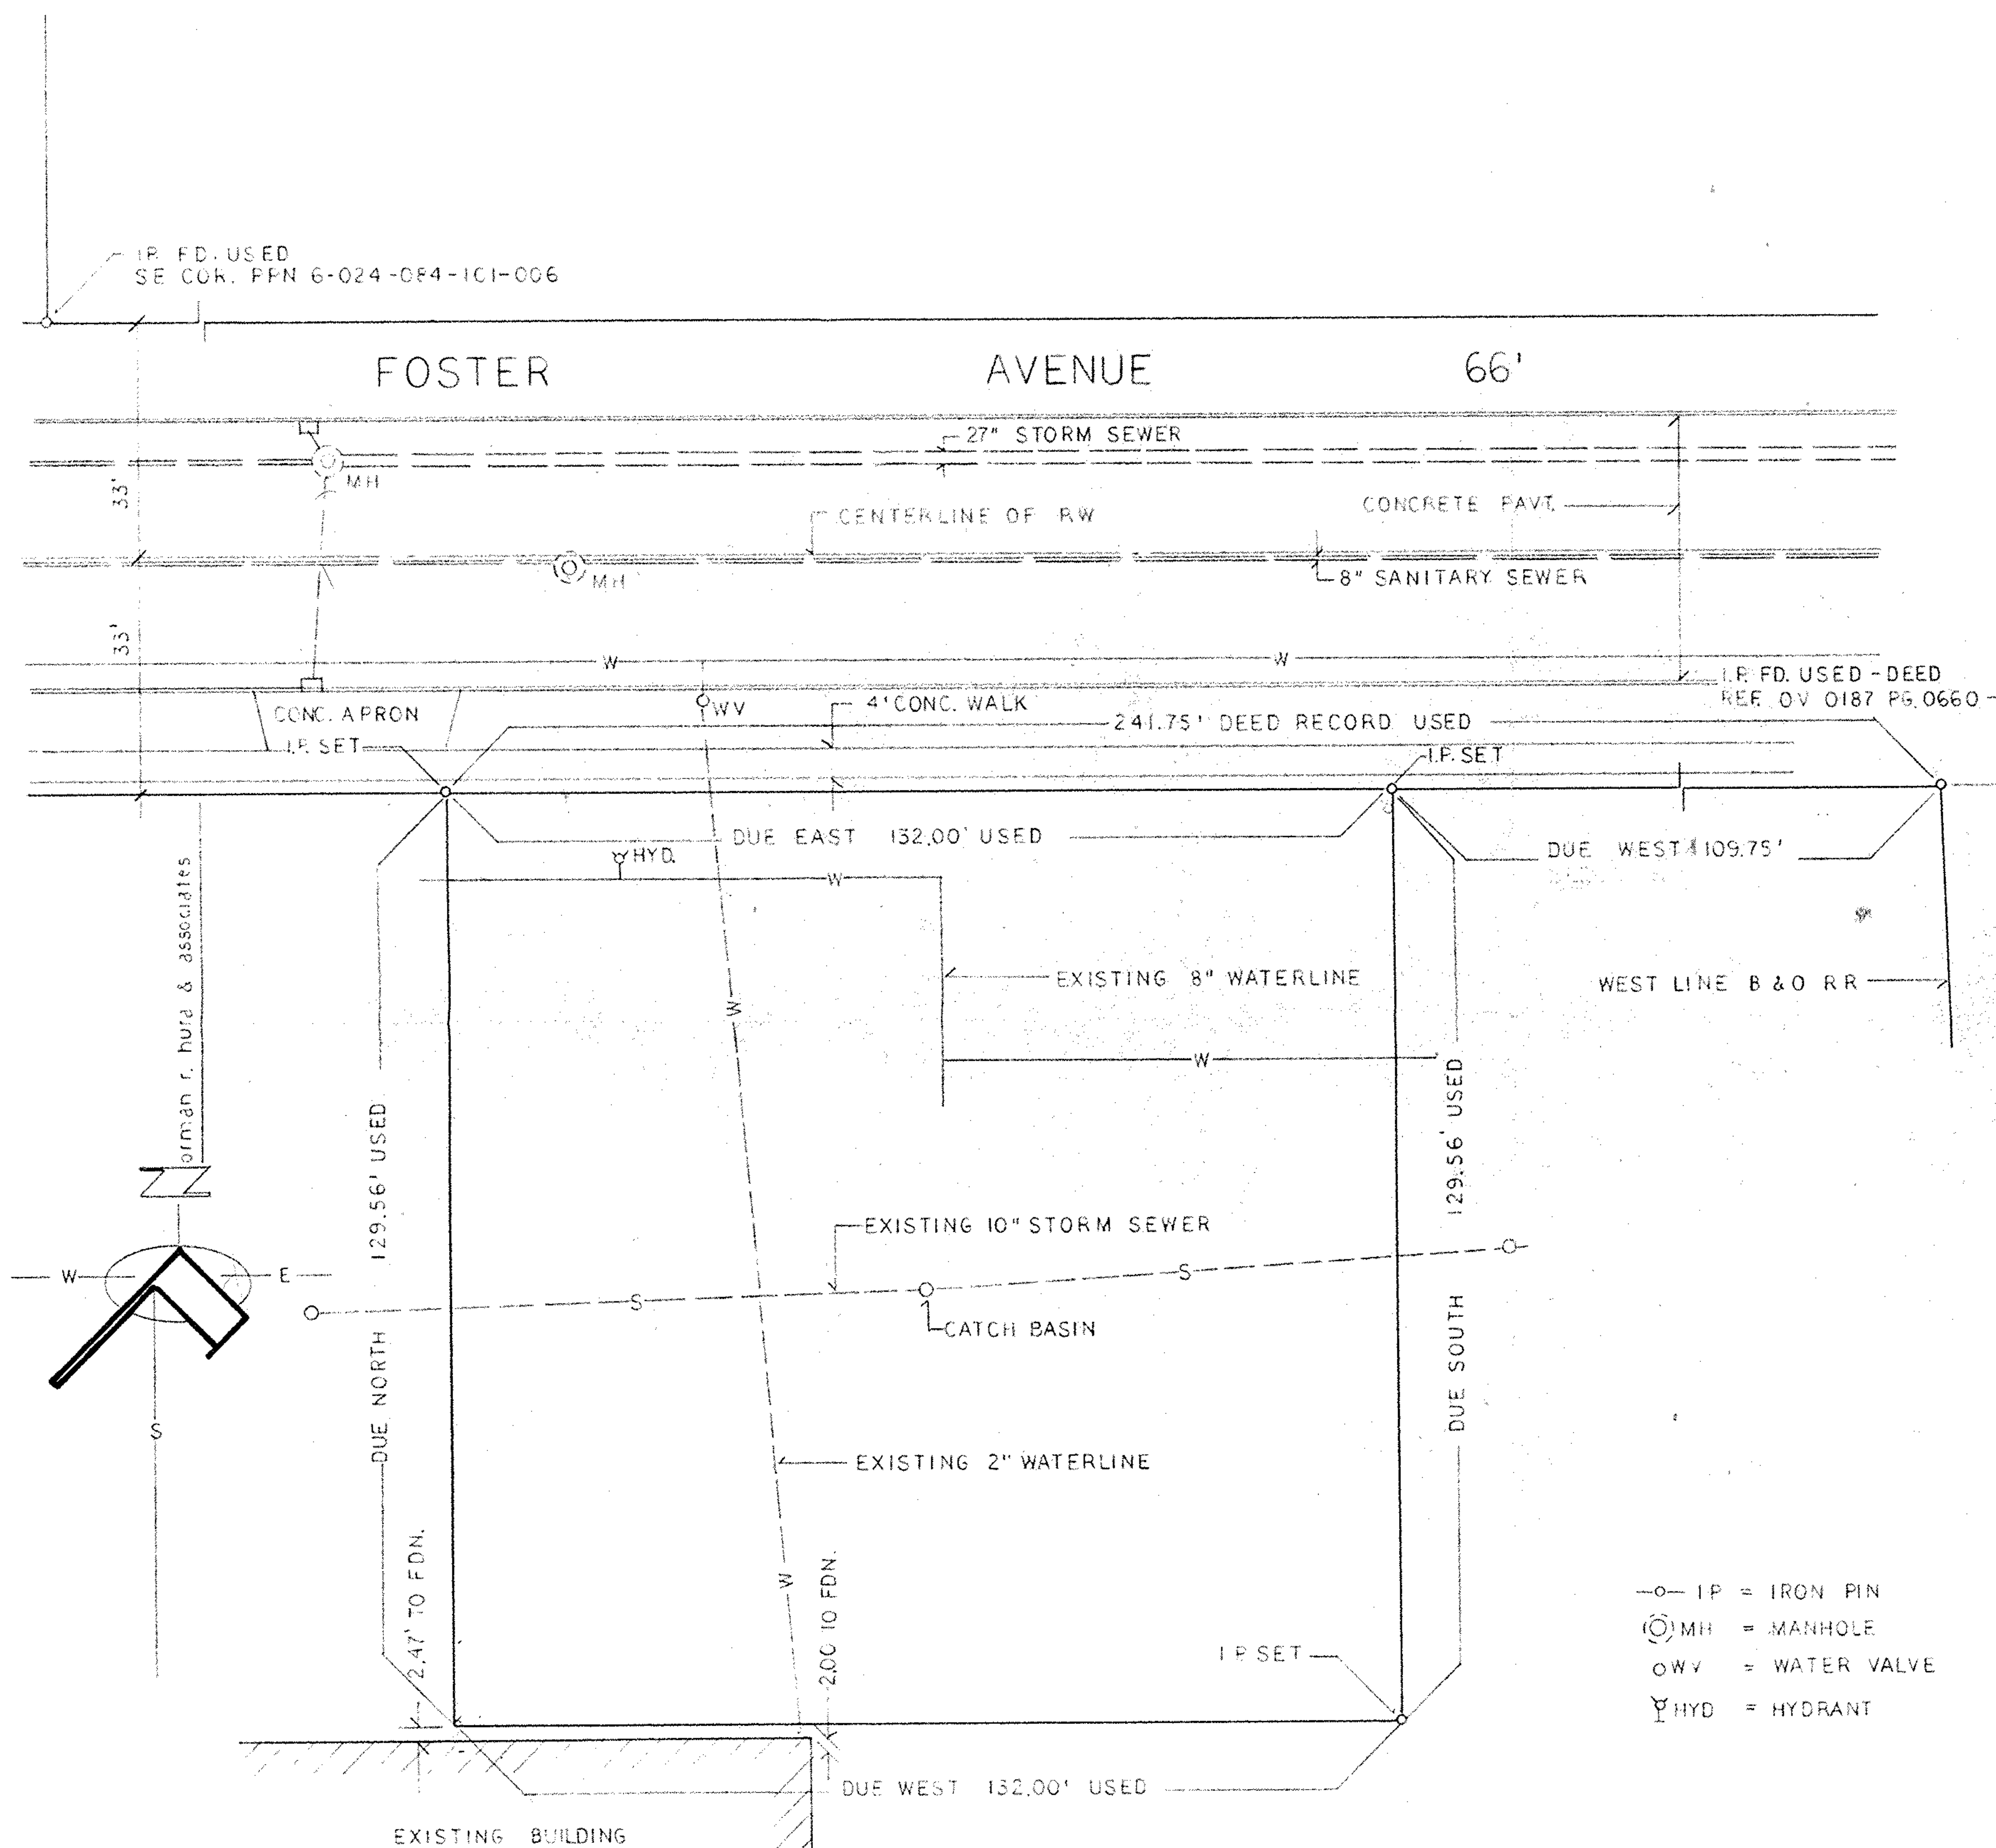 I.P. FD. USED
SE COR. PPN 6-024-084-101-006
FOSTER AVENUE 66'
27" STORM SEWER
MH
33'
CENTERLINE OF RW
CONCRETE PAVT.
MH
8" SANITARY SEWER
33'
W
W
I.P. FD. USED - DEED
REF. OV 0187 PG. 0660 -
CONC. APRON
WV
4' CONC. WALK
241.75' DEED RECORD USED
I.P. SET
I.P. SET
DUE EAST 132.00' USED
DUE WEST 109.75'
HYD.
W
orman r. hura & associates
EXISTING 8" WATERLINE
WEST LINE B & O RR
W
W
DUE NORTH 129.56' USED
DUE SOUTH 129.56' USED
N
EXISTING 10" STORM SEWER
W
E
S
S
S
CATCH BASIN
EXISTING 2" WATERLINE
W
2.47' TO FDN.
2.00 TO FDN.
I.P. SET
I P = IRON PIN
MH = MANHOLE
WV = WATER VALVE
HYD = HYDRANT
DUE WEST 132.00' USED
EXISTING BUILDING